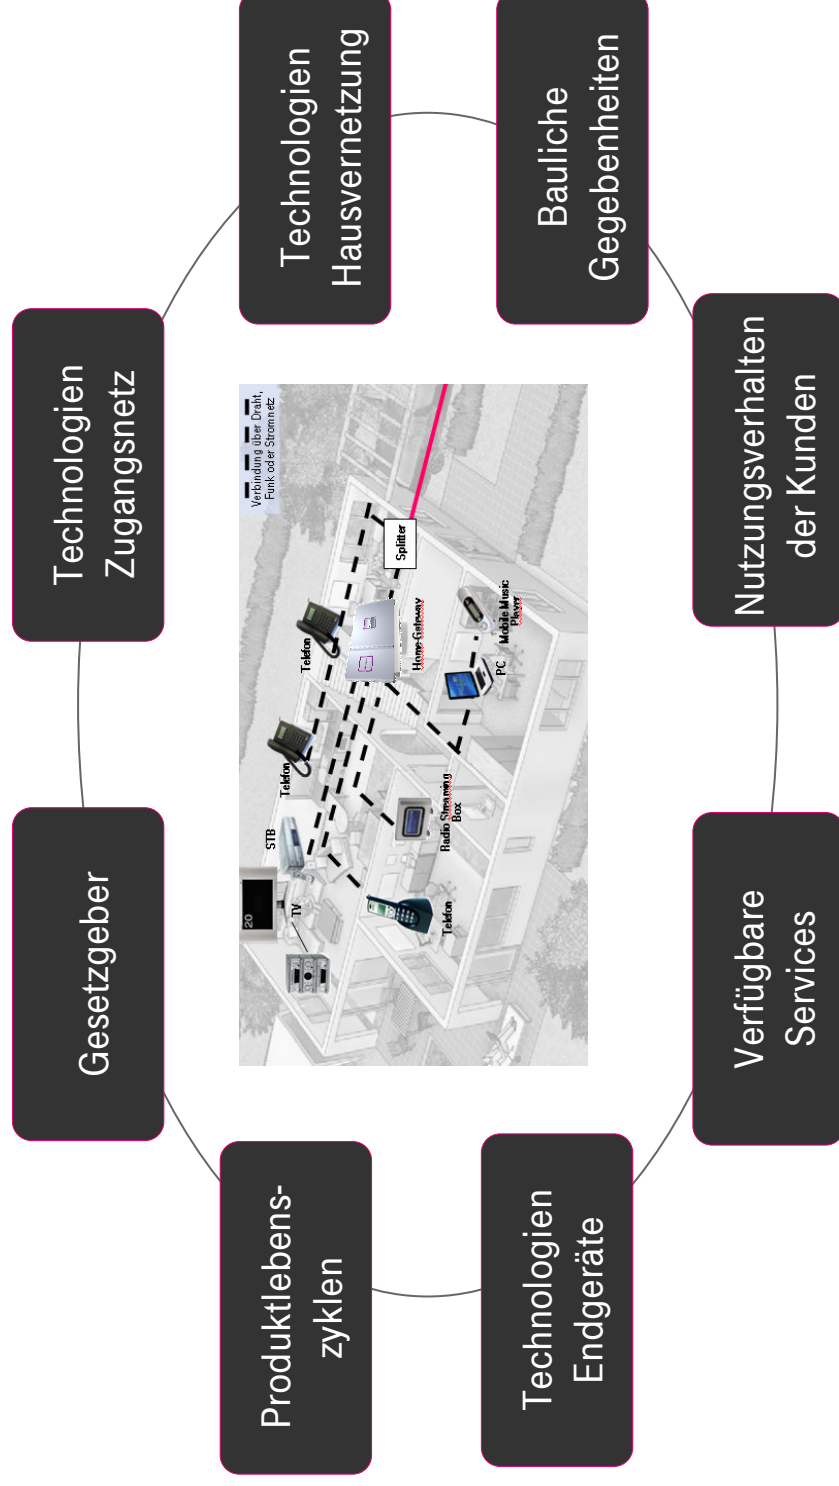 Gesetzgeber
Technologien
Zugangsnetz
Produktlebens-
zyklen
Technologien
Hausvernetzung
Verbindung über Draht,
Funk oder Stromnetz
20
TV
STB
Telefon
Telefon
Splitter
Home Gateway
Telefon
Radio Streaming
Box
PC
Mobile Music
Player
Technologien
Endgeräte
Bauliche
Gegebenheiten
Verfügbare
Services
Nutzungsverhalten
der Kunden